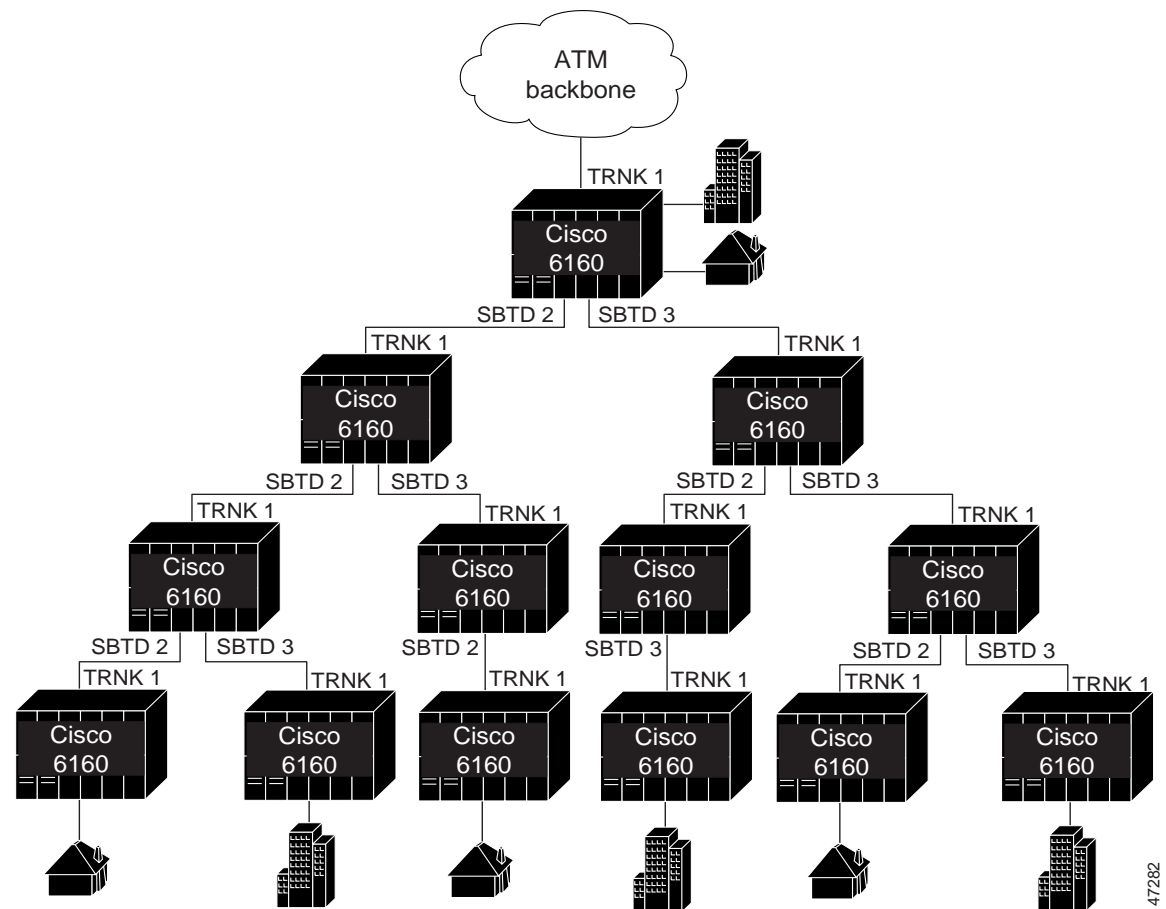 ATM
backbone
TRNK 1
Cisco
6160
SBTD 2
SBTD 3
TRNK 1
TRNK 1
Cisco
6160
Cisco
6160
SBTD 2
SBTD 3
SBTD 2
SBTD 3
TRNK 1
TRNK 1
TRNK 1
TRNK 1
Cisco
6160
Cisco
6160
Cisco
6160
Cisco
6160
SBTD 2
SBTD 3
SBTD 2
SBTD 3
SBTD 2
SBTD 3
TRNK 1
TRNK 1
TRNK 1
TRNK 1
TRNK 1
TRNK 1
Cisco
6160
Cisco
6160
Cisco
6160
Cisco
6160
Cisco
6160
Cisco
6160
47282